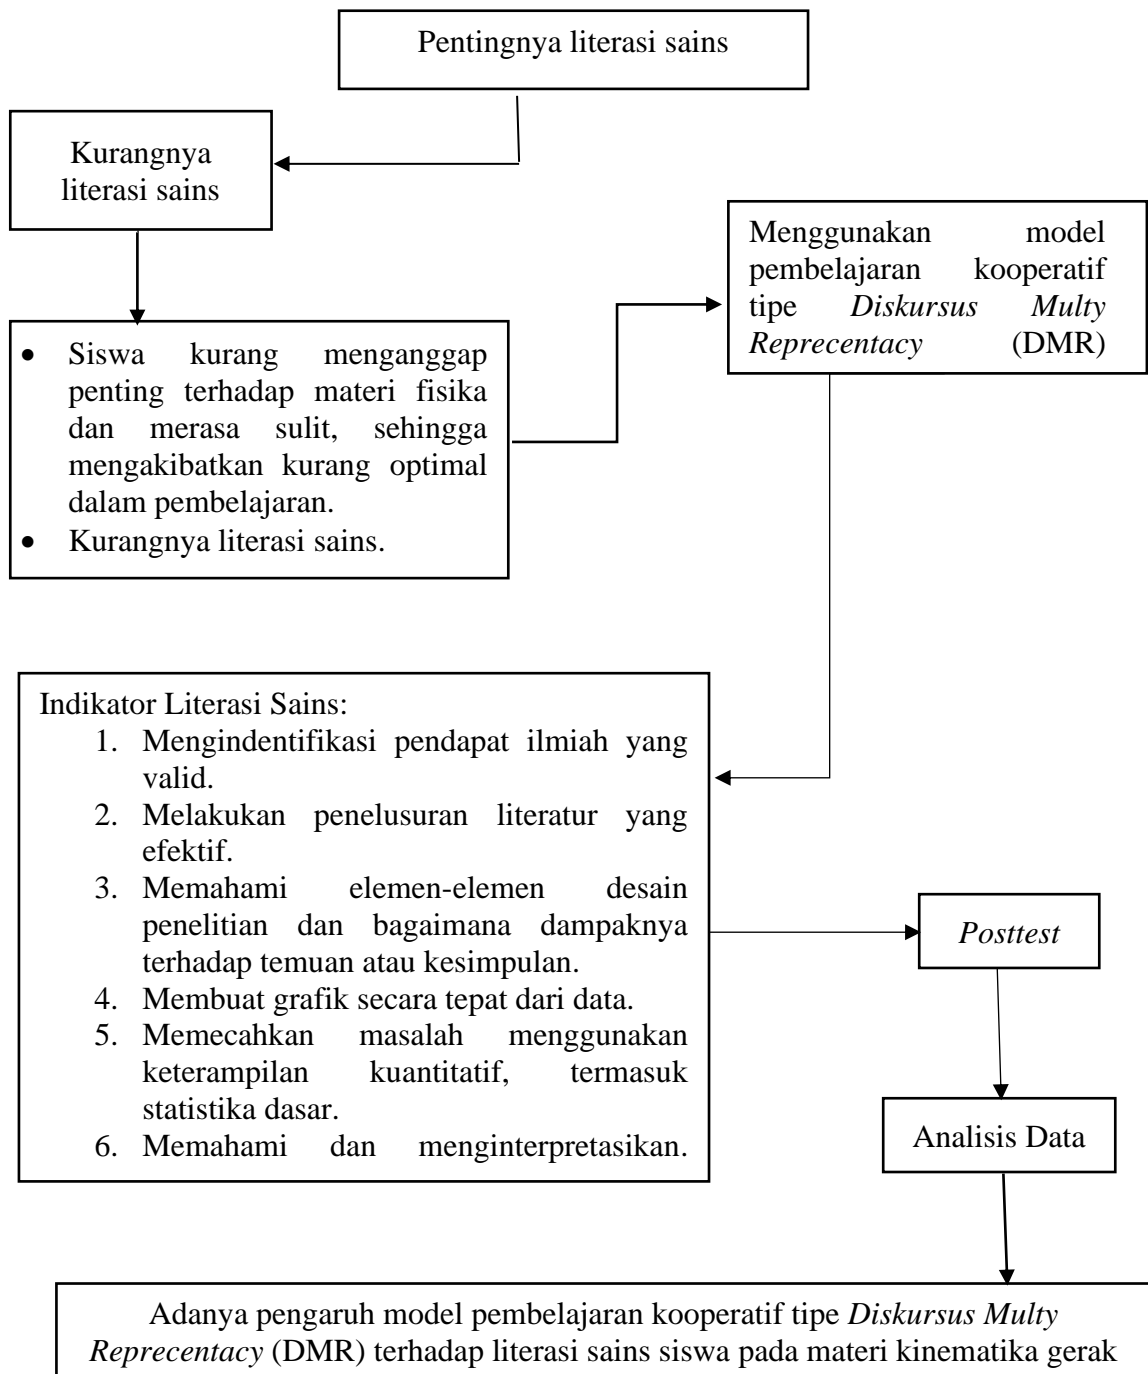 Pentingnya literasi sains
Kurangnya
literasi sains
Menggunakan model
pembelajaran kooperatif
tipe Diskursus Multy
Reprecentacy (DMR)
• Siswa kurang menganggap
penting terhadap materi fisika
dan merasa sulit, sehingga
mengakibatkan kurang optimal
dalam pembelajaran.
• Kurangnya literasi sains.
Indikator Literasi Sains:
1. Mengindentifikasi pendapat ilmiah yang
valid.
2. Melakukan penelusuran literatur yang
efektif.
3. Memahami elemen-elemen desain
penelitian dan bagaimana dampaknya
terhadap temuan atau kesimpulan.
4. Membuat grafik secara tepat dari data.
5. Memecahkan masalah menggunakan
keterampilan kuantitatif, termasuk
statistika dasar.
6. Memahami dan menginterpretasikan.
Posttest
Analisis Data
Adanya pengaruh model pembelajaran kooperatif tipe Diskursus Multy
Reprecentacy (DMR) terhadap literasi sains siswa pada materi kinematika gerak